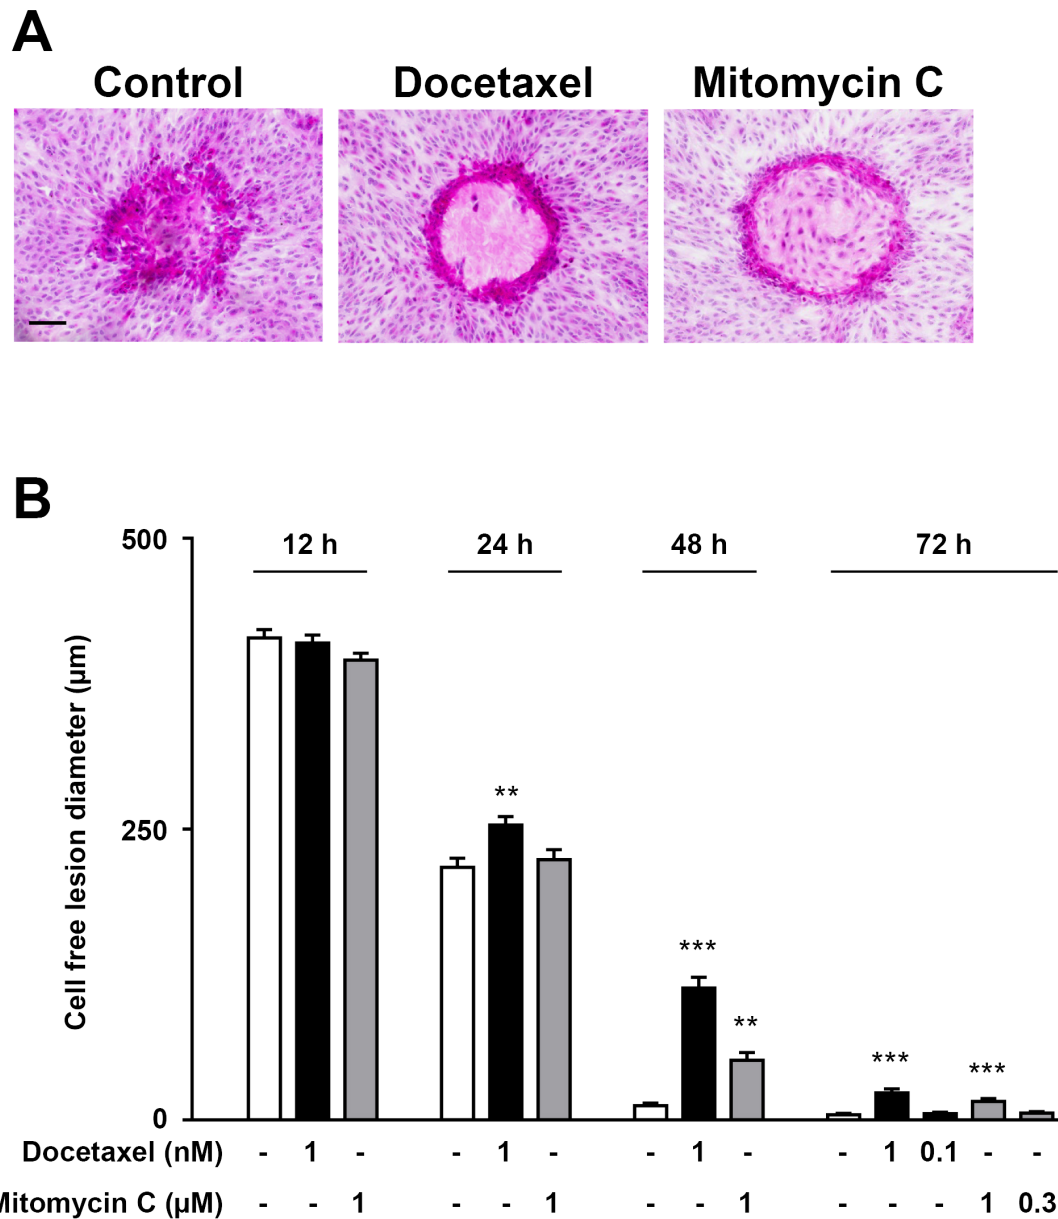 A
Control Docetaxel Mitomycin C
B
500
250
0
Cell free lesion diameter (µm)
12 h 24 h 48 h 72 h
** *** ** *** ***
Docetaxel (nM) - 1 - - 1 - - 1 - - 1 0.1 - -
Mitomycin C (µM) - - 1 - - 1 - - 1 - - - 1 0.3